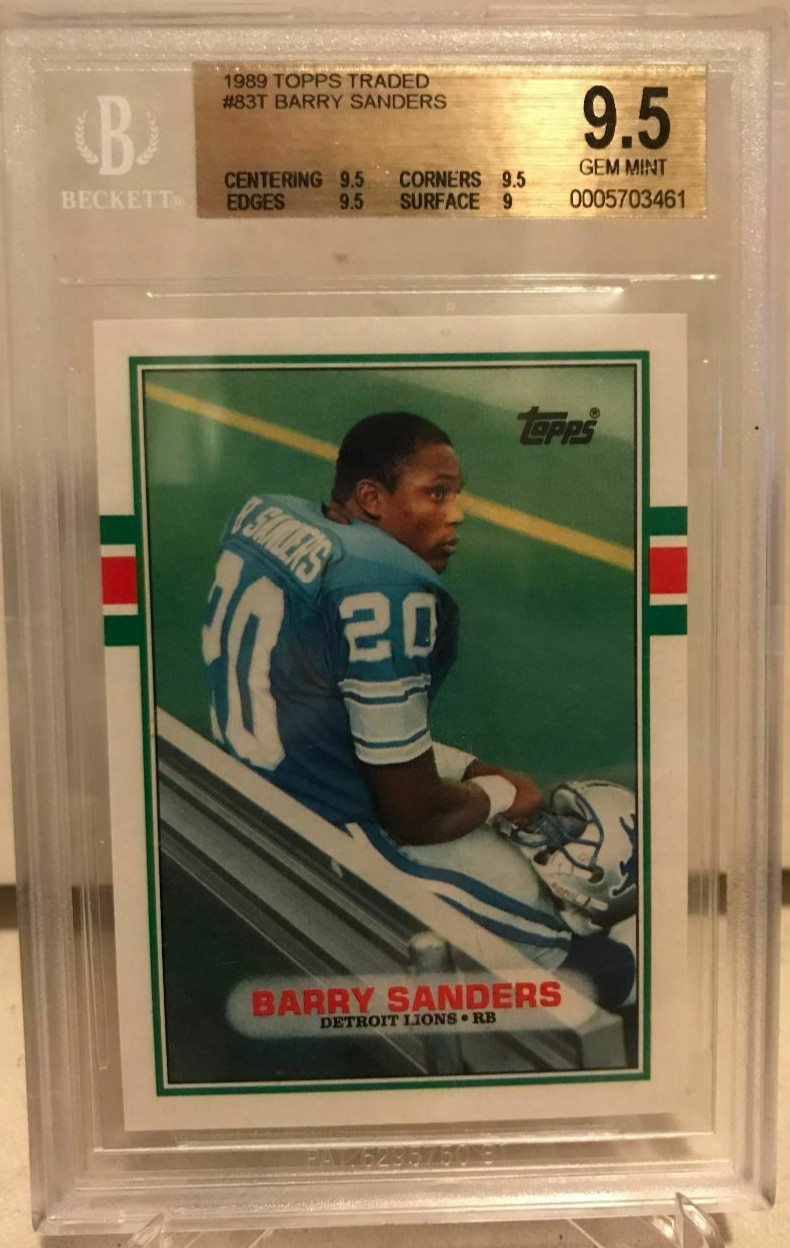 B
BECKETT®
1989 TOPPS TRADED
#83T BARRY SANDERS
9.5
GEM MINT
CENTERING 9.5 CORNERS 9.5
EDGES 9.5 SURFACE 9
0005703461
topps®
B SANDERS
20
20
BARRY SANDERS
DETROIT LIONS • RB